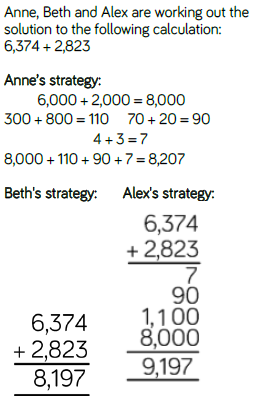 Anne, Beth and Alex are working out the
solution to the following calculation:
6,374 + 2,823
Anne's strategy:
6,000 + 2,000 = 8,000
300 + 800 = 110 70 + 20 = 90
4 + 3 = 7
8,000 + 110 + 90 + 7 = 8,207
Beth's strategy:
6,374
+ 2,823
8,197
Alex's strategy:
6,374
+ 2,823
7
90
1,100
8,000
9,197